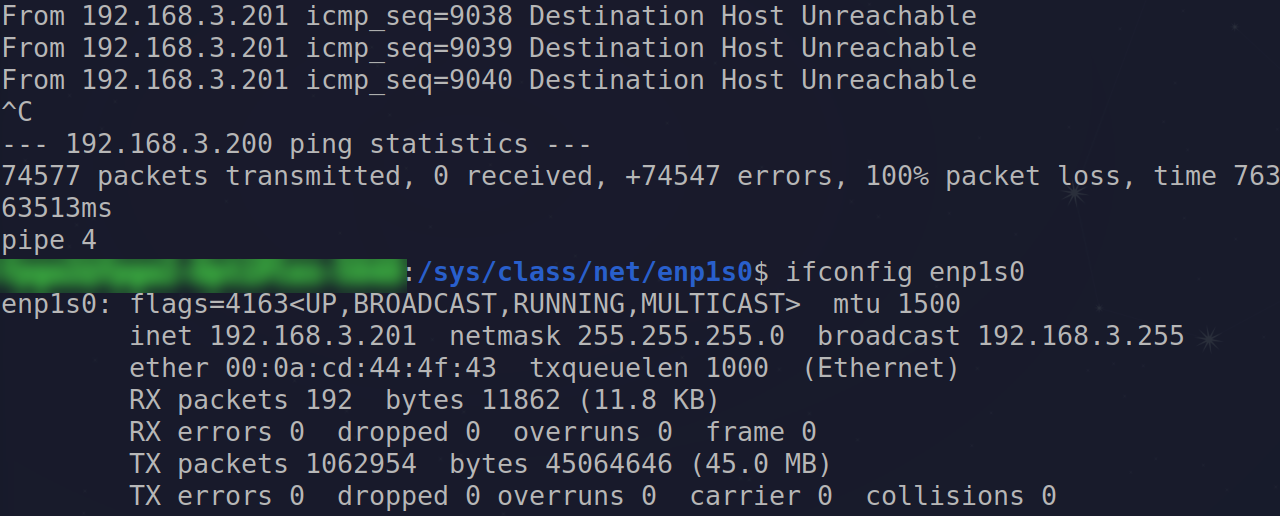 From 192.168.3.201 icmp_seq=9038 Destination Host Unreachable
From 192.168.3.201 icmp_seq=9039 Destination Host Unreachable
From 192.168.3.201 icmp_seq=9040 Destination Host Unreachable
^C
--- 192.168.3.200 ping statistics ---
74577 packets transmitted, 0 received, +74547 errors, 100% packet loss, time 763
63513ms
pipe 4
:/sys/class/net/enp1s0$ ifconfig enp1s0
enp1s0: flags=4163<UP,BROADCAST,RUNNING,MULTICAST>  mtu 1500
        inet 192.168.3.201  netmask 255.255.255.0  broadcast 192.168.3.255
        ether 00:0a:cd:44:4f:43  txqueuelen 1000  (Ethernet)
        RX packets 192  bytes 11862 (11.8 KB)
        RX errors 0  dropped 0  overruns 0  frame 0
        TX packets 1062954  bytes 45064646 (45.0 MB)
        TX errors 0  dropped 0 overruns 0  carrier 0  collisions 0